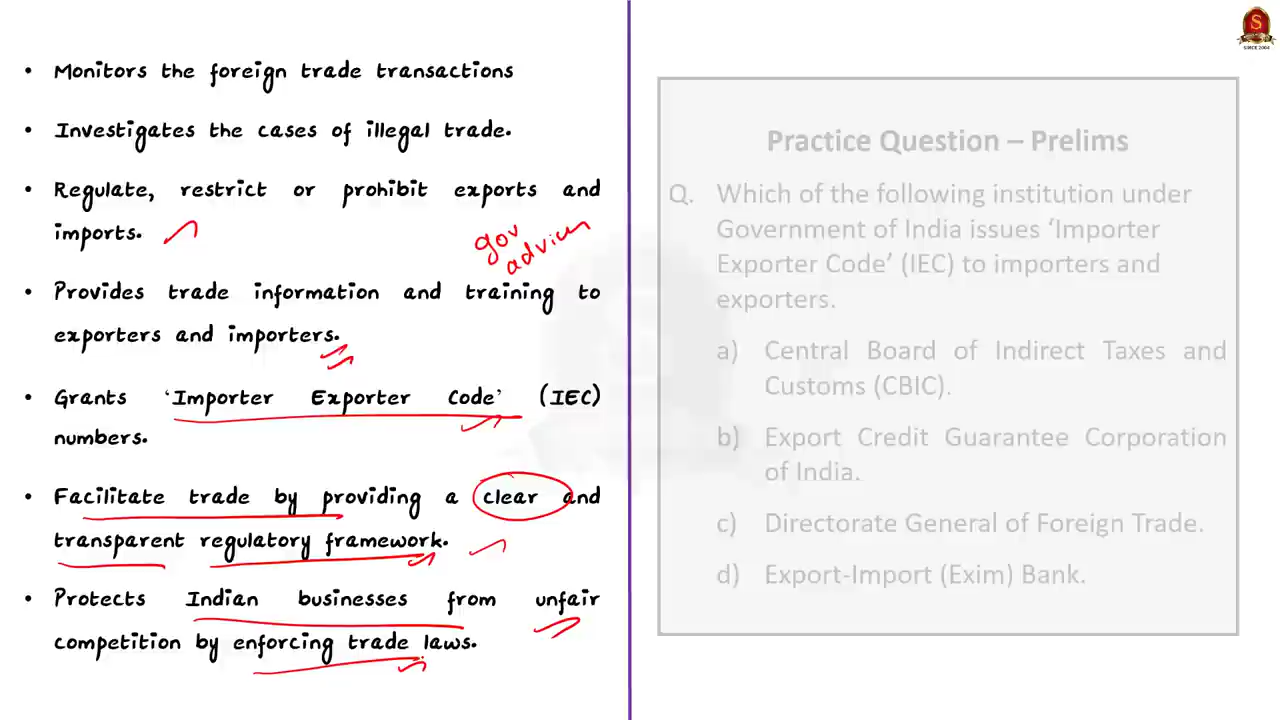 • Monitors the foreign trade transactions
• Investigates the cases of illegal trade.
• Regulate, restrict or prohibit exports and
imports.
gov
advices
• Provides trade information and training to
exporters and importers.
• Grants ‘Importer Exporter Code’ (IEC)
numbers.
• Facilitate trade by providing a clear and
transparent regulatory framework.
• Protects Indian businesses from unfair
competition by enforcing trade laws.
S
SINCE 2004
Practice Question – Prelims
Q. Which of the following institution under
Government of India issues ‘Importer
Exporter Code’ (IEC) to importers and
exporters.
a) Central Board of Indirect Taxes and
Customs (CBIC).
b) Export Credit Guarantee Corporation
of India.
c) Directorate General of Foreign Trade.
d) Export-Import (Exim) Bank.